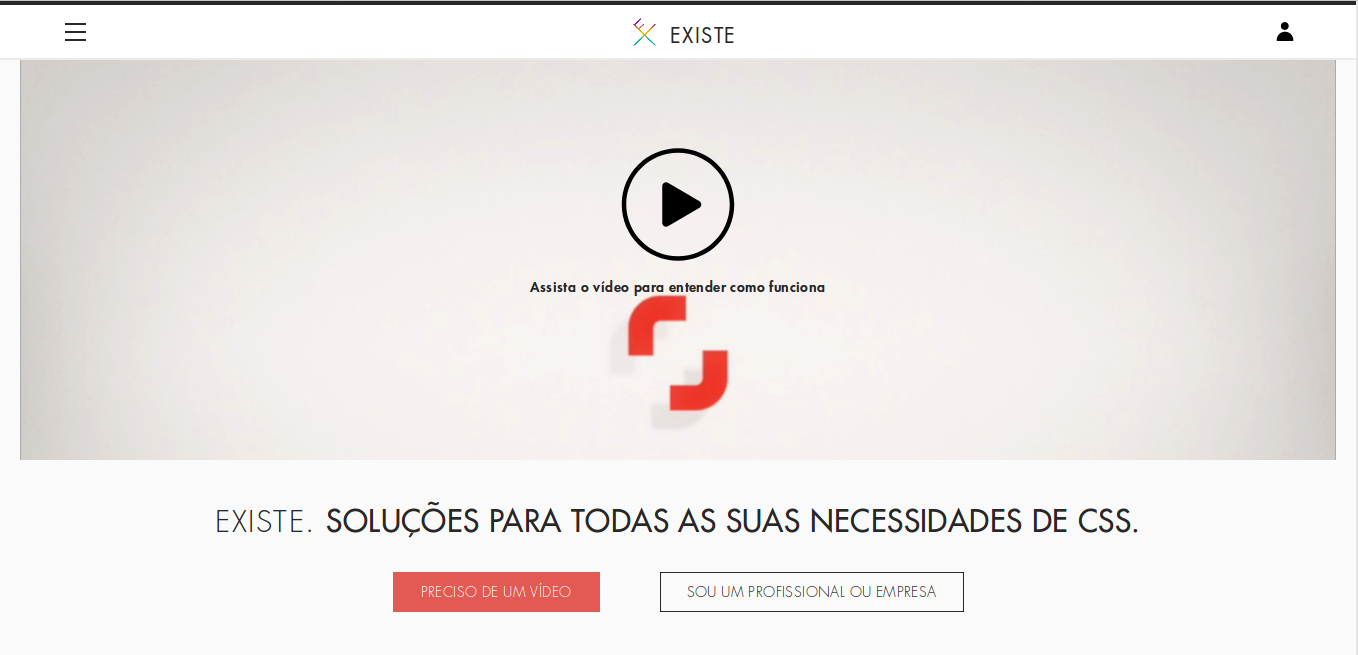 EXISTE
Assista o vídeo para entender como funciona
EXISTE. SOLUÇÕES PARA TODAS AS SUAS NECESSIDADES DE CSS.
PRECISO DE UM VÍDEO
SOU UM PROFISSIONAL OU EMPRESA